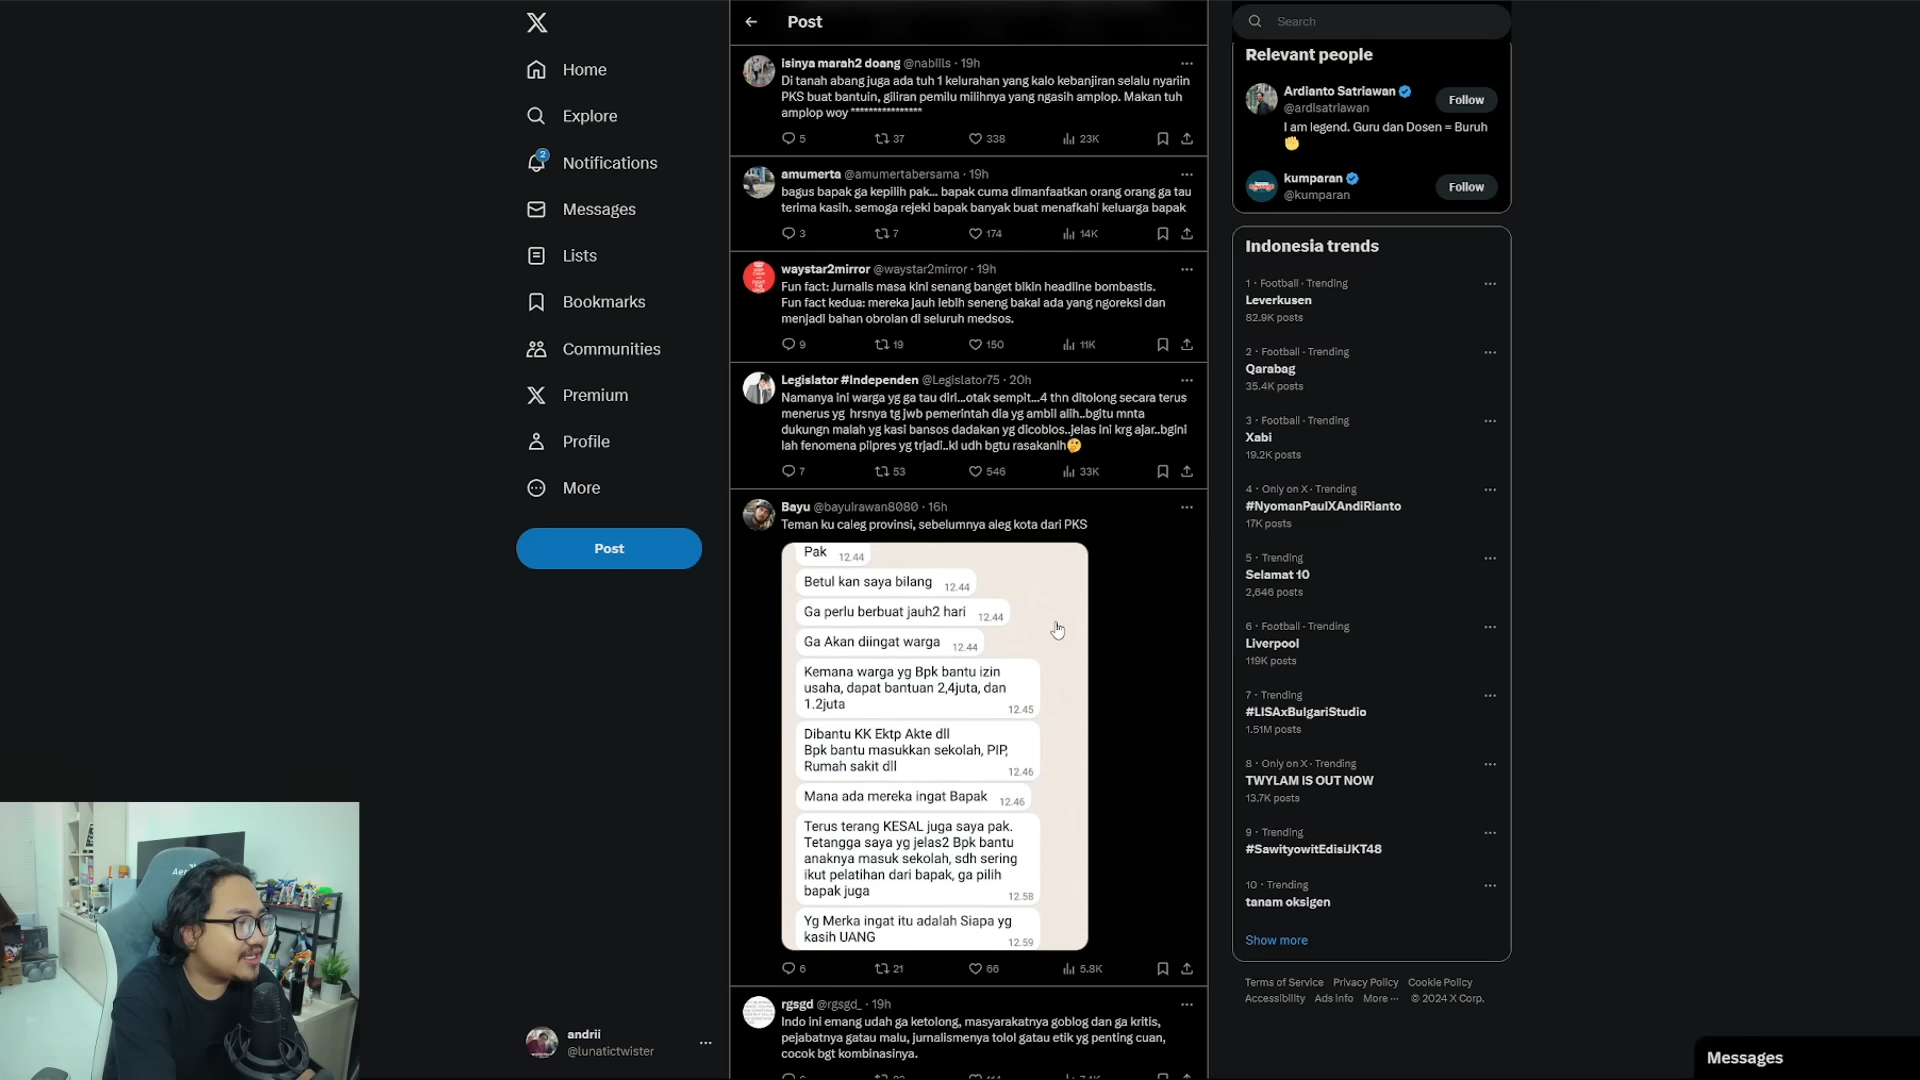 Home
Explore
2
Notifications
Messages
Lists
Bookmarks
Communities
Premium
Profile
More
Post
andrii
@lunatictwister
Post
isinya marah2 doang @nabllls · 19h
Di tanah abang juga ada tuh 1 kelurahan yang kalo kebanjiran selalu nyariin
PKS buat bantuin, giliran pemilu milihnya yang ngasih amplop. Makan tuh
amplop woy ****************
5 37 338 23K
amumerta @amumertabersama · 19h
bagus bapak ga kepilih pak... bapak cuma dimanfaatkan orang orang ga tau
terima kasih. semoga rejeki bapak banyak buat menafkahi keluarga bapak
3 7 174 14K
waystar2mirror @waystar2mirror · 19h
Fun fact: Jurnalis masa kini senang banget bikin headline bombastis.
Fun fact kedua: mereka jauh lebih seneng bakal ada yang ngoreksi dan
menjadi bahan obrolan di seluruh medsos.
9 19 150 11K
Legislator #Independen @Legislator75 · 20h
Namanya ini warga yg ga tau diri...otak sempit...4 thn ditolong secara terus
menerus yg hrsnya tg jwb pemerintah dia yg ambil alih..bgitu mnta
dukungn malah yg kasi bansos dadakan yg dicoblos..jelas ini krg ajar..bgini
lah fenomena pilpres yg trjadi..kl udh bgtu rasakanlh🤔
7 53 546 33K
Bayu @bayuirawan8080 · 16h
Teman ku caleg provinsi, sebelumnya aleg kota dari PKS
Pak 12.44
Betul kan saya bilang 12.44
Ga perlu berbuat jauh2 hari 12.44
Ga Akan diingat warga 12.44
Kemana warga yg Bpk bantu izin
usaha, dapat bantuan 2,4juta, dan
1.2juta 12.45
Dibantu KK Ektp Akte dll
Bpk bantu masukkan sekolah, PIP,
Rumah sakit dll 12.46
Mana ada mereka ingat Bapak 12.46
Terus terang KESAL juga saya pak.
Tetangga saya yg jelas2 Bpk bantu
anaknya masuk sekolah, sdh sering
ikut pelatihan dari bapak, ga pilih
bapak juga 12.58
Yg Merka ingat itu adalah Siapa yg
kasih UANG 12.59
6 21 66 5.8K
rgsgd @rgsgd_ · 19h
Indo ini emang udah ga ketolong, masyarakatnya goblog dan ga kritis,
pejabatnya gatau malu, jurnalismenya tolol gatau etik yg penting cuan,
cocok bgt kombinasinya.
Search
Relevant people
Ardianto Satriawan
@ardisatriawan
Follow
I am legend. Guru dan Dosen = Buruh
✊
kumparan
@kumparan
Follow
Indonesia trends
1 · Football · Trending
Leverkusen
82.9K posts
2 · Football · Trending
Qarabag
35.4K posts
3 · Football · Trending
Xabi
19.2K posts
4 · Only on X · Trending
#NyomanPaulXAndiRianto
17K posts
5 · Trending
Selamat 10
2,646 posts
6 · Football · Trending
Liverpool
119K posts
7 · Trending
#LISAxBulgariStudio
1.51M posts
8 · Only on X · Trending
TWYLAM IS OUT NOW
13.7K posts
9 · Trending
#SawityowitEdisiJKT48
10 · Trending
tanam oksigen
Show more
Terms of Service Privacy Policy Cookie Policy
Accessibility Ads info More ··· © 2024 X Corp.
Messages